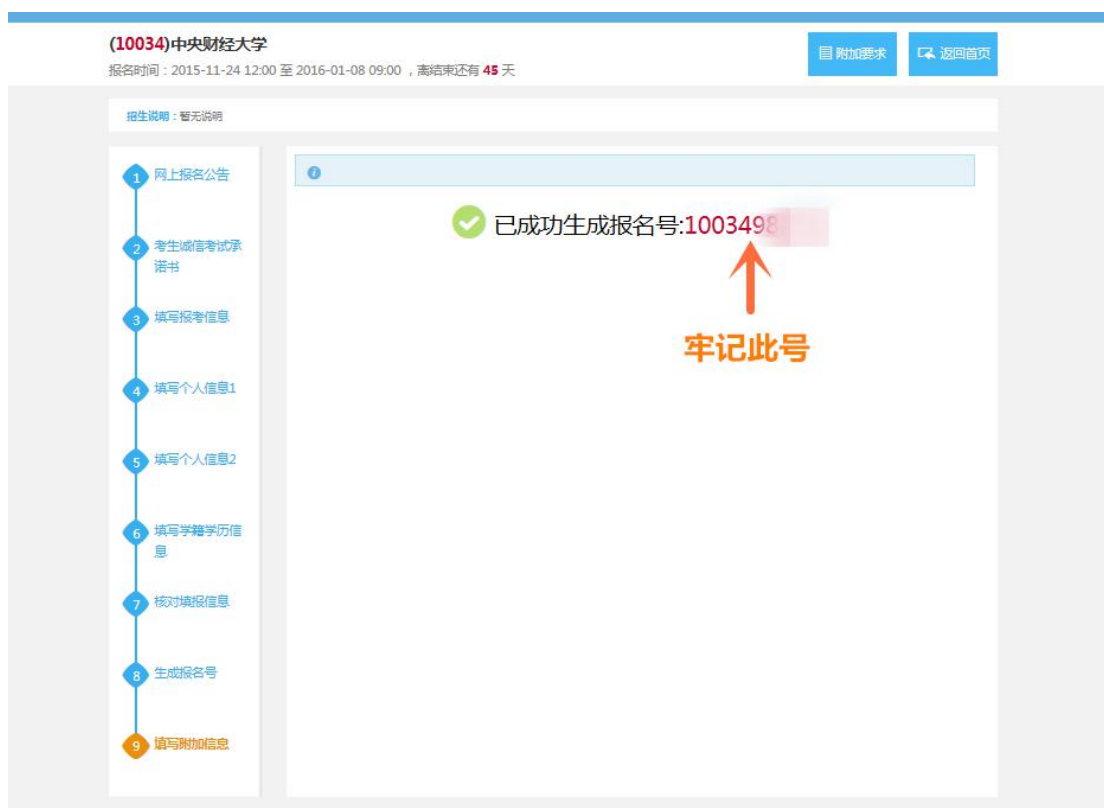 (10034)中央财经大学
附加要求
返回首页
报名时间：2015-11-24 12:00 至 2016-01-08 09:00 ，离结束还有 45 天
招生说明：暂无说明
1 网上报名公告
2 考生诚信考试承
诺书
3 填写报考信息
4 填写个人信息1
5 填写个人信息2
6 填写学籍学历信
息
7 核对填报信息
8 生成报名号
9 填写附加信息
已成功生成报名号:1003498
牢记此号